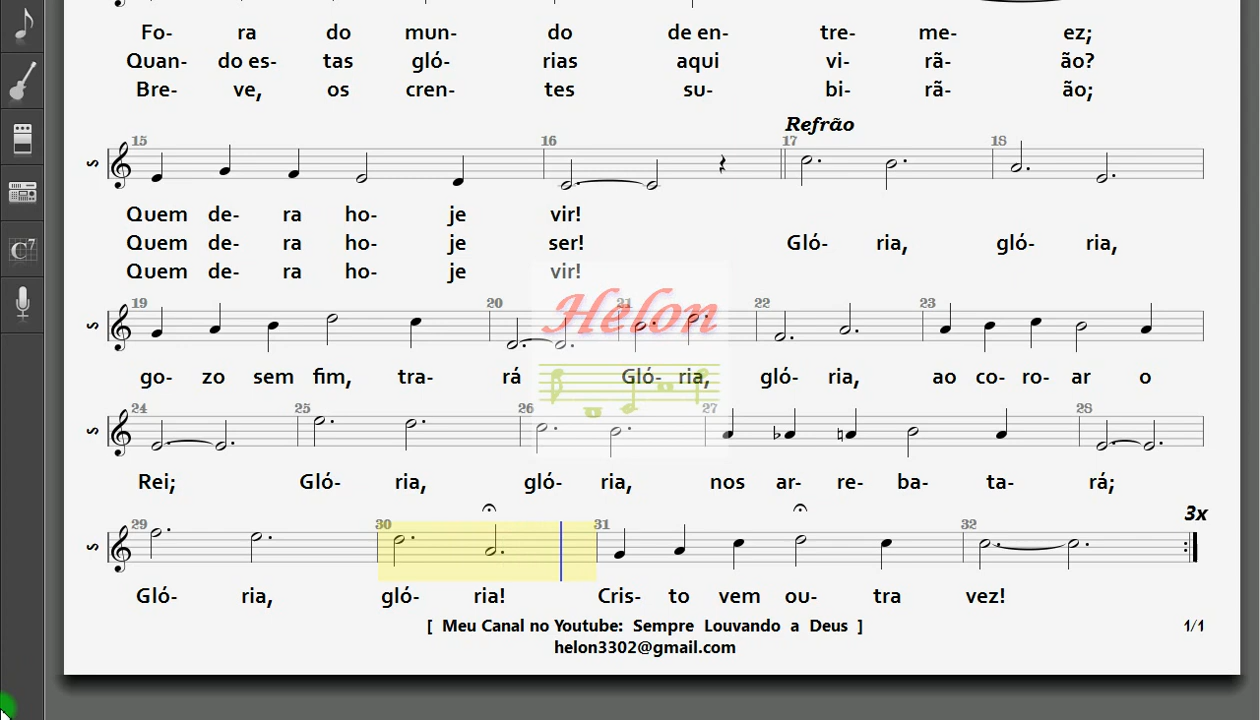 Fo- ra do mun- do de en- tre- me- ez;
Quan- do es- tas gló- rias aqui vi- rã- ão?
Bre- ve, os cren- tes su- bi- rã- ão;
Refrão
15 16 17 18
S
Quem de- ra ho- je vir!
Quem de- ra ho- je ser! Gló- ria, gló- ria,
Quem de- ra ho- je vir!
Helon
19 20 21 22 23
S
go- zo sem fim, tra- rá Gló- ria, gló- ria, ao co- ro- ar o
24 25 26 27 28
S
Rei; Gló- ria, gló- ria, nos ar- re- ba- ta- rá;
3x
29 30 31 32
S
Gló- ria, gló- ria! Cris- to vem ou- tra vez!
[ Meu Canal no Youtube: Sempre Louvando a Deus ] 1/1
helon3302@gmail.com
C7